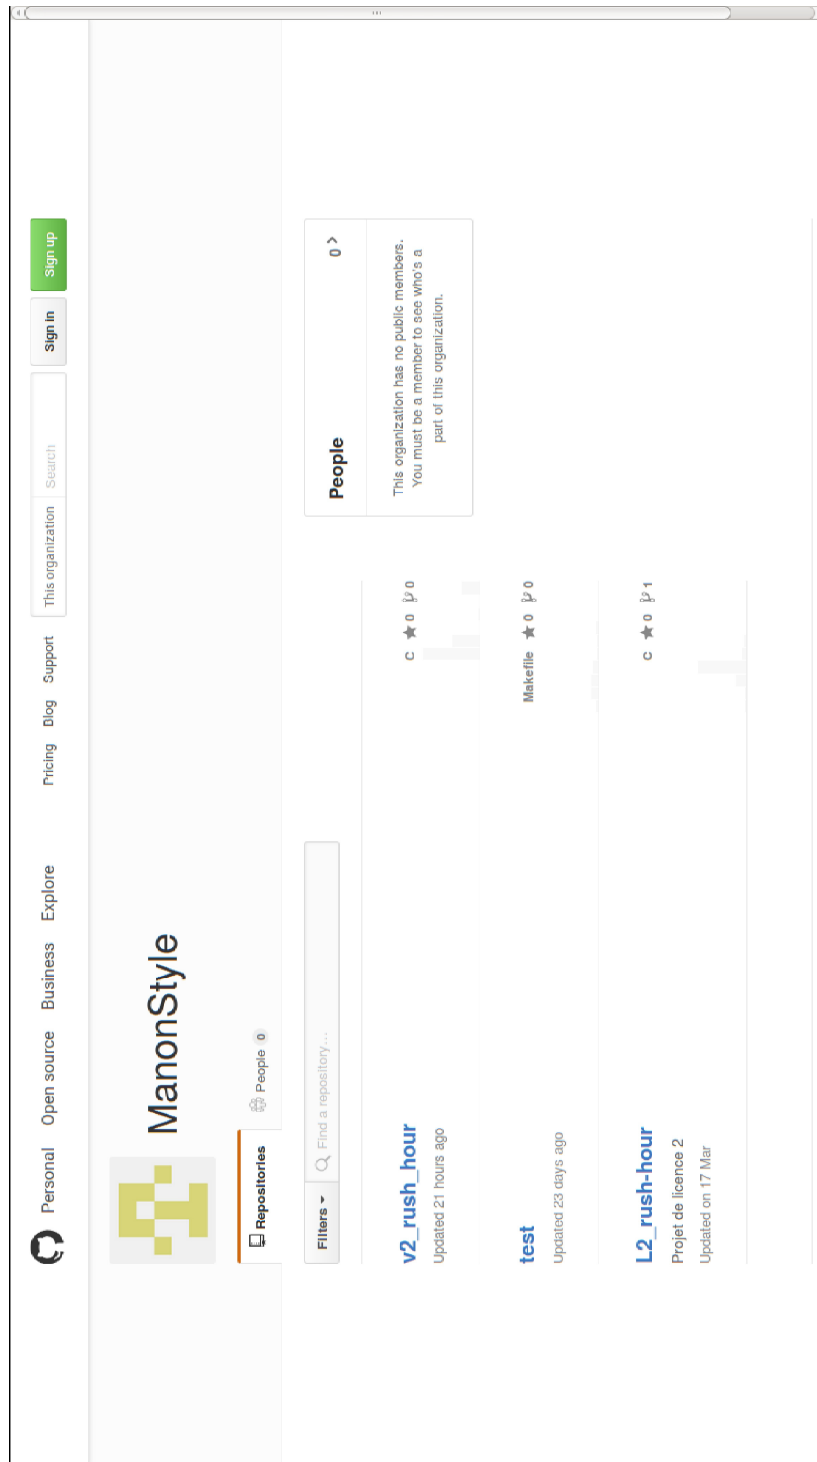 Personal Open source Business Explore Pricing Blog Support This organization Search Sign in Sign up
ManonStyle
Repositories People 0
Filters Find a repository...
v2_rush_hour C 0 0
Updated 21 hours ago
test Makefile 0 0
Updated 23 days ago
L2_rush-hour C 0 1
Projet de licence 2
Updated on 17 Mar
People 0 >
This organization has no public members.
You must be a member to see who's a
part of this organization.